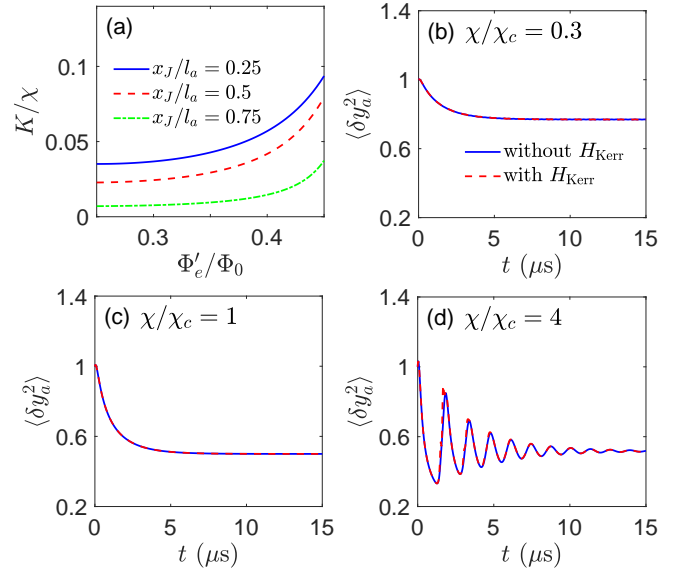 (a)
K/χ
0.1
0.05
0
x_J/l_a = 0.25
x_J/l_a = 0.5
x_J/l_a = 0.75
0.3
0.4
Φ′_e/Φ_0
(b) χ/χ_c = 0.3
⟨δy_a^2⟩
1.4
1
0.6
0.2
without H_Kerr
with H_Kerr
0
5
10
15
t (μs)
(c) χ/χ_c = 1
⟨δy_a^2⟩
1.4
1
0.6
0.2
0
5
10
15
t (μs)
(d) χ/χ_c = 4
⟨δy_a^2⟩
1.4
1
0.6
0.2
0
5
10
15
t (μs)